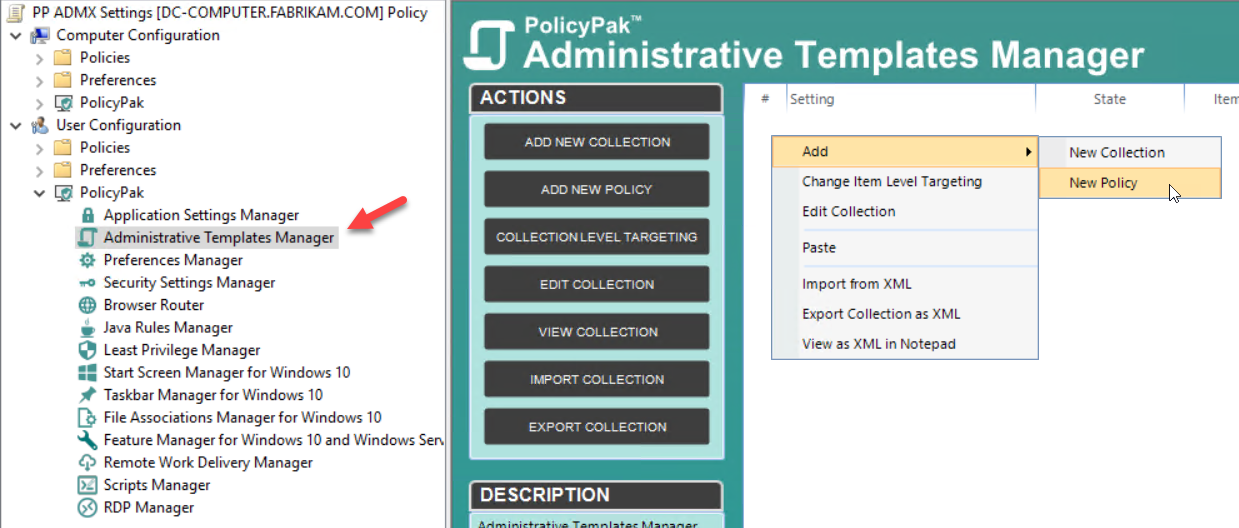 PP ADMX Settings [DC-COMPUTER.FABRIKAM.COM] Policy
Computer Configuration
Policies
Preferences
PolicyPak
User Configuration
Policies
Preferences
PolicyPak
Application Settings Manager
Administrative Templates Manager
Preferences Manager
Security Settings Manager
Browser Router
Java Rules Manager
Least Privilege Manager
Start Screen Manager for Windows 10
Taskbar Manager for Windows 10
File Associations Manager for Windows 10
Feature Manager for Windows 10 and Windows Serv
Remote Work Delivery Manager
Scripts Manager
RDP Manager
PolicyPak™
Administrative Templates Manager
ACTIONS
ADD NEW COLLECTION
ADD NEW POLICY
COLLECTION LEVEL TARGETING
EDIT COLLECTION
VIEW COLLECTION
IMPORT COLLECTION
EXPORT COLLECTION
DESCRIPTION
Administrative Templates Manager
# Setting State Item
Add
Change Item Level Targeting
Edit Collection
Paste
Import from XML
Export Collection as XML
View as XML in Notepad
New Collection
New Policy